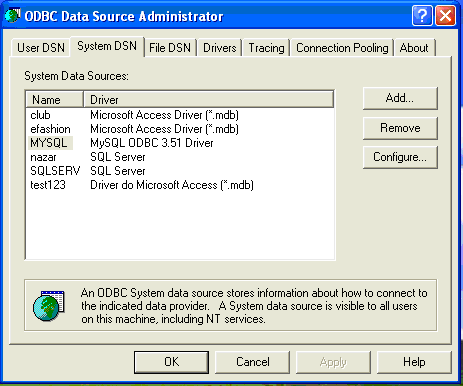 ODBC Data Source Administrator
User DSN System DSN File DSN Drivers Tracing Connection Pooling About
System Data Sources:
Name Driver Add...
club Microsoft Access Driver (*.mdb)
efashion Microsoft Access Driver (*.mdb) Remove
MYSQL MySQL ODBC 3.51 Driver
nazar SQL Server Configure...
SQLSERV SQL Server
test123 Driver do Microsoft Access (*.mdb)
An ODBC System data source stores information about how to connect to
the indicated data provider. A System data source is visible to all users
on this machine, including NT services.
OK Cancel Apply Help